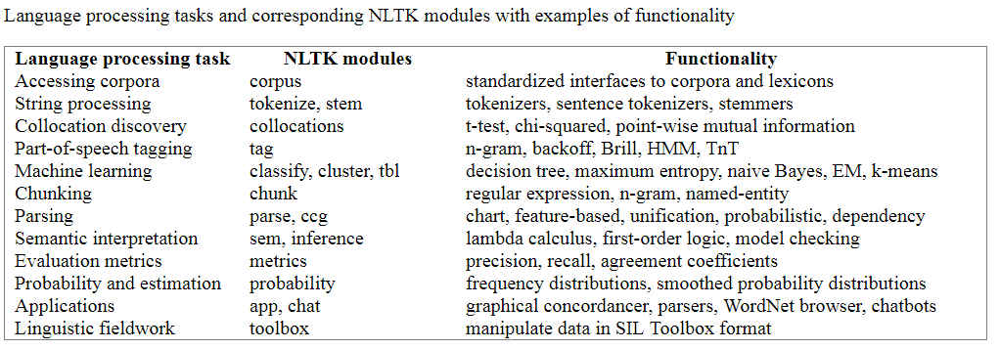 Language processing tasks and corresponding NLTK modules with examples of functionality
Language processing task NLTK modules Functionality
Accessing corpora corpus standardized interfaces to corpora and lexicons
String processing tokenize, stem tokenizers, sentence tokenizers, stemmers
Collocation discovery collocations t-test, chi-squared, point-wise mutual information
Part-of-speech tagging tag n-gram, backoff, Brill, HMM, TnT
Machine learning classify, cluster, tbl decision tree, maximum entropy, naive Bayes, EM, k-means
Chunking chunk regular expression, n-gram, named-entity
Parsing parse, ccg chart, feature-based, unification, probabilistic, dependency
Semantic interpretation sem, inference lambda calculus, first-order logic, model checking
Evaluation metrics metrics precision, recall, agreement coefficients
Probability and estimation probability frequency distributions, smoothed probability distributions
Applications app, chat graphical concordancer, parsers, WordNet browser, chatbots
Linguistic fieldwork toolbox manipulate data in SIL Toolbox format